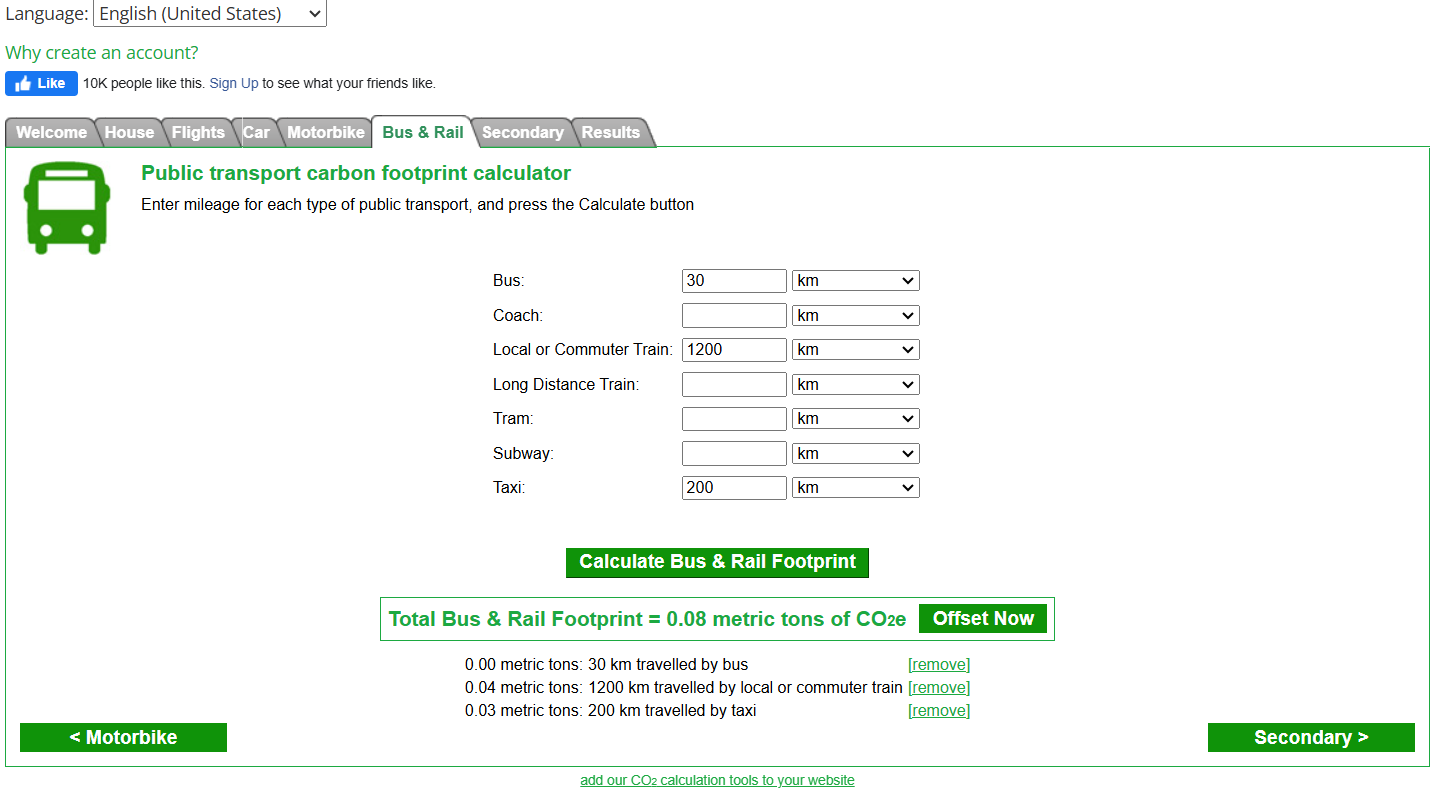 Language: English (United States)
Why create an account?
Like 10K people like this. Sign Up to see what your friends like.
Welcome House Flights Car Motorbike Bus & Rail Secondary Results
Public transport carbon footprint calculator
Enter mileage for each type of public transport, and press the Calculate button
Bus: 30 km
Coach: km
Local or Commuter Train: 1200 km
Long Distance Train: km
Tram: km
Subway: km
Taxi: 200 km
Calculate Bus & Rail Footprint
Total Bus & Rail Footprint = 0.08 metric tons of CO2e Offset Now
0.00 metric tons: 30 km travelled by bus [remove]
0.04 metric tons: 1200 km travelled by local or commuter train [remove]
0.03 metric tons: 200 km travelled by taxi [remove]
< Motorbike Secondary >
add our CO2 calculation tools to your website